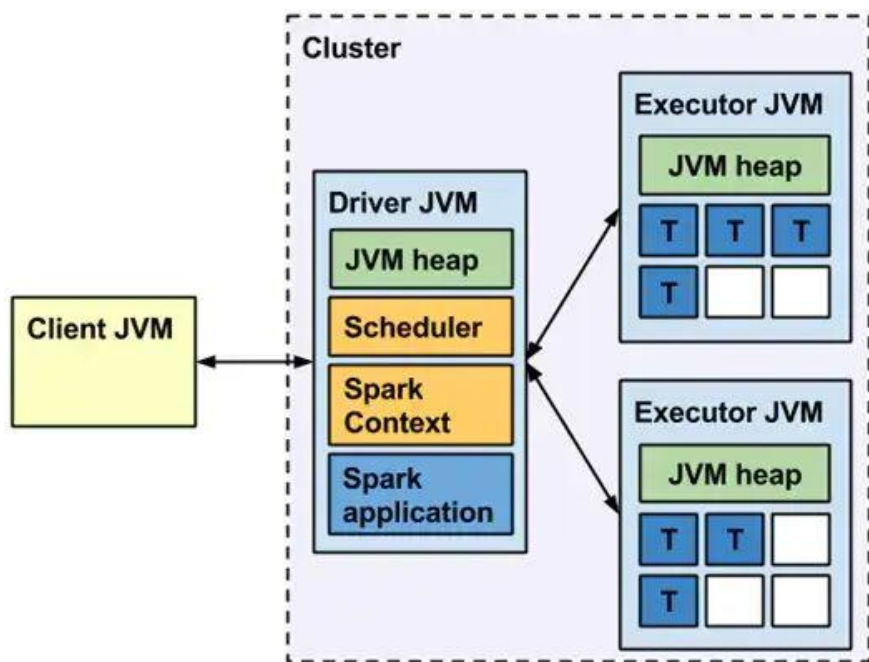 Cluster
Client JVM
Driver JVM
JVM heap
Scheduler
Spark
Context
Spark
application
Executor JVM
JVM heap
T T T
T
Executor JVM
JVM heap
T T
T